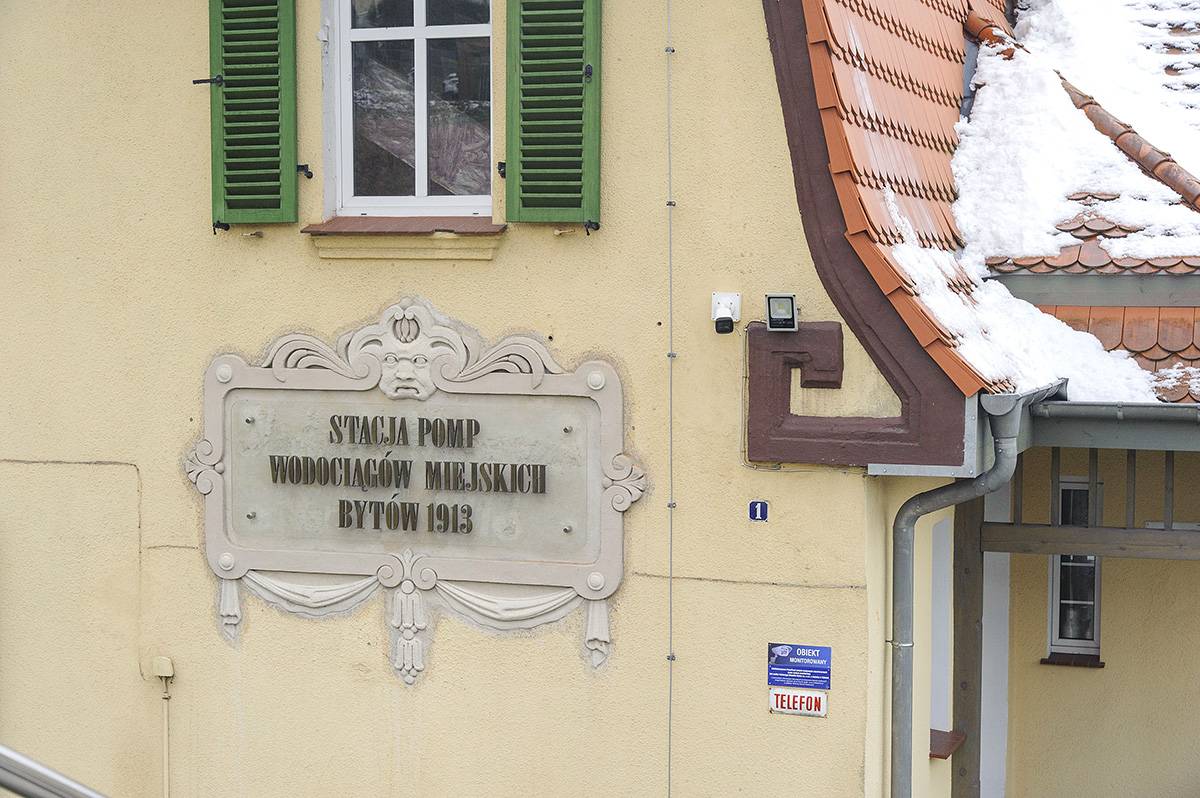 STACJA POMP
WODOCIĄGÓW MIEJSKICH
BYTÓW 1913
1
OBIEKT
MONITOROWANY
TELEFON